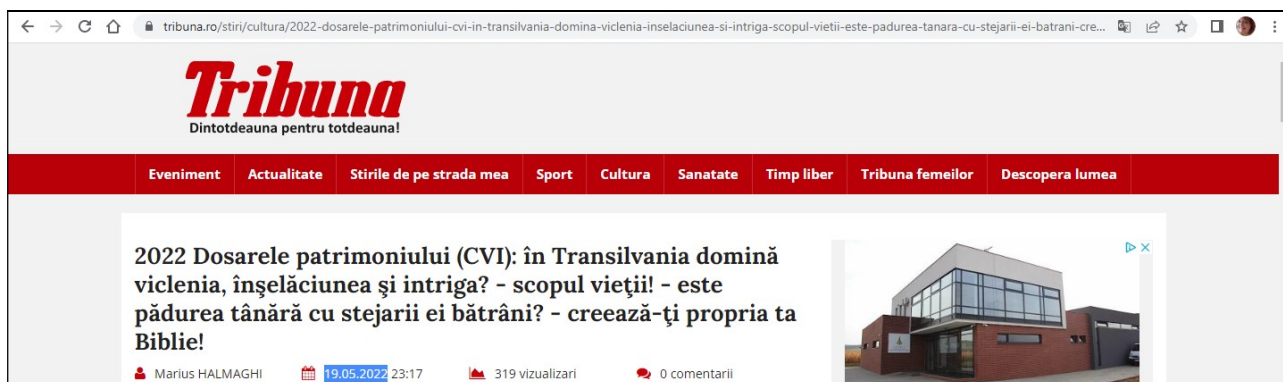 tribuna.ro/stiri/cultura/2022-dosarele-patrimoniului-cvi-in-transilvania-domina-viclenia-inselaciunea-si-intriga-scopul-vietii-este-padurea-tanara-cu-stejarii-ei-batrani-cre...
Tribuna
Dintotdeauna pentru totdeauna!
Eveniment Actualitate Stirile de pe strada mea Sport Cultura Sanatate Timp liber Tribuna femeilor Descopera lumea
2022 Dosarele patrimoniului (CVI): în Transilvania domină
viclenia, înşelăciunea şi intriga? - scopul vieţii! - este
pădurea tânără cu stejarii ei bătrâni? - creează-ţi propria ta
Biblie!
Marius HALMAGHI 19.05.2022 23:17 319 vizualizari 0 comentarii